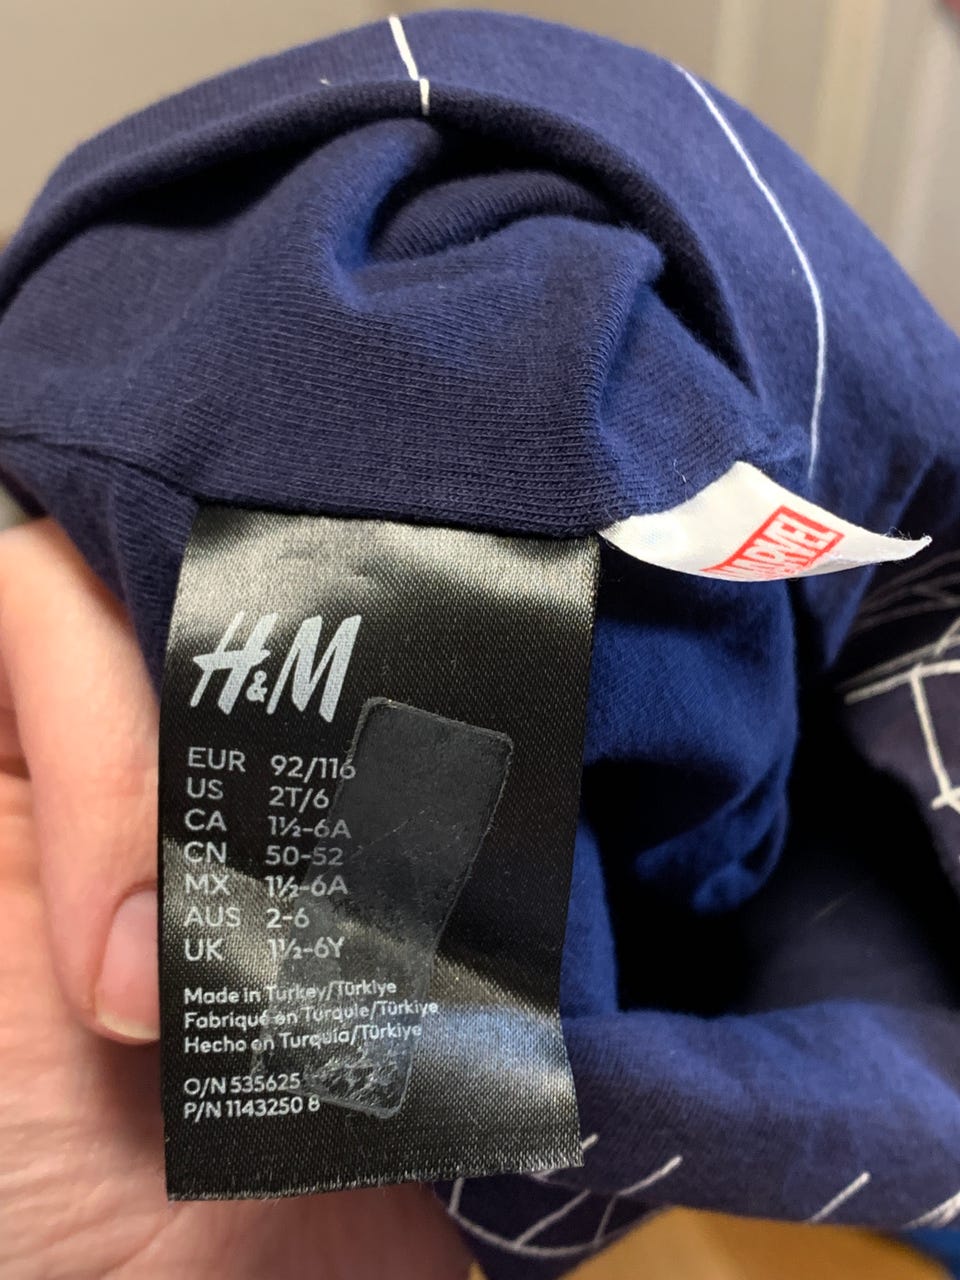 MARVEL
H&M
EUR 92/116
US 2T/6
CA 1½-6A
CN 50-52
MX 1½-6A
AUS 2-6
UK 1½-6Y
Made in Turkey/Türkiye
Fabriqué en Turquie/Türkiye
Hecho en Turquía/Türkiye
O/N 535625
P/N 1143250 8